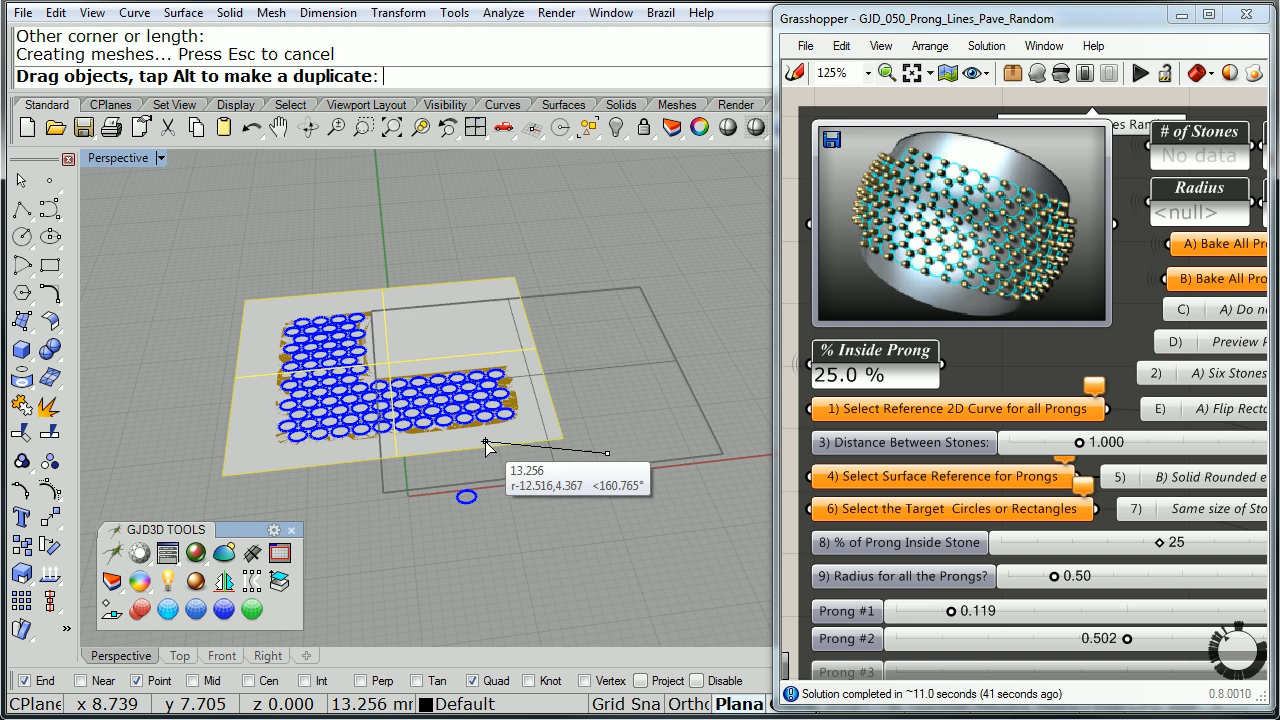 File Edit View Curve Surface Solid Mesh Dimension Transform Tools Analyze Render Window Brazil Help
Other corner or length:
Creating meshes... Press Esc to cancel
Drag objects, tap Alt to make a duplicate:
Standard CPlanes Set View Display Select Viewport Layout Visibility Curves Surfaces Solids Meshes Render
Perspective
13.256
r-12.516,4.367 <160.765°
GJD3D TOOLS
Perspective Top Front Right
End Near Mid Cen Int Perp Tan Quad Knot Vertex Project Disable
CPlane x 8.739 y 7.705 z 0.000 13.256 Default Grid Sna Ortho Plana
Grasshopper - GJD_050_Prong_Lines_Pave_Random
File Edit View Arrange Solution Window Help
125%
# of Stones
No data
Radius
<null>
A) Bake All Pr
B) Bake All Pro
C) A) Do n
D) Preview
% Inside Prong
25.0 %
2) A) Six Stones
1) Select Reference 2D Curve for all Prongs
E) A) Flip Recta
3) Distance Between Stones: 1.000
4) Select Surface Reference for Prongs
5) B) Solid Rounded e
6) Select the Target Circles or Rectangles
7) Same size of Sto
8) % of Prong Inside Stone 25
9) Radius for all the Prongs? 0.50
Prong #1 0.119
Prong #2 0.502
Prong #3
Solution completed in ~11.0 seconds (41 seconds ago) 0.8.0010